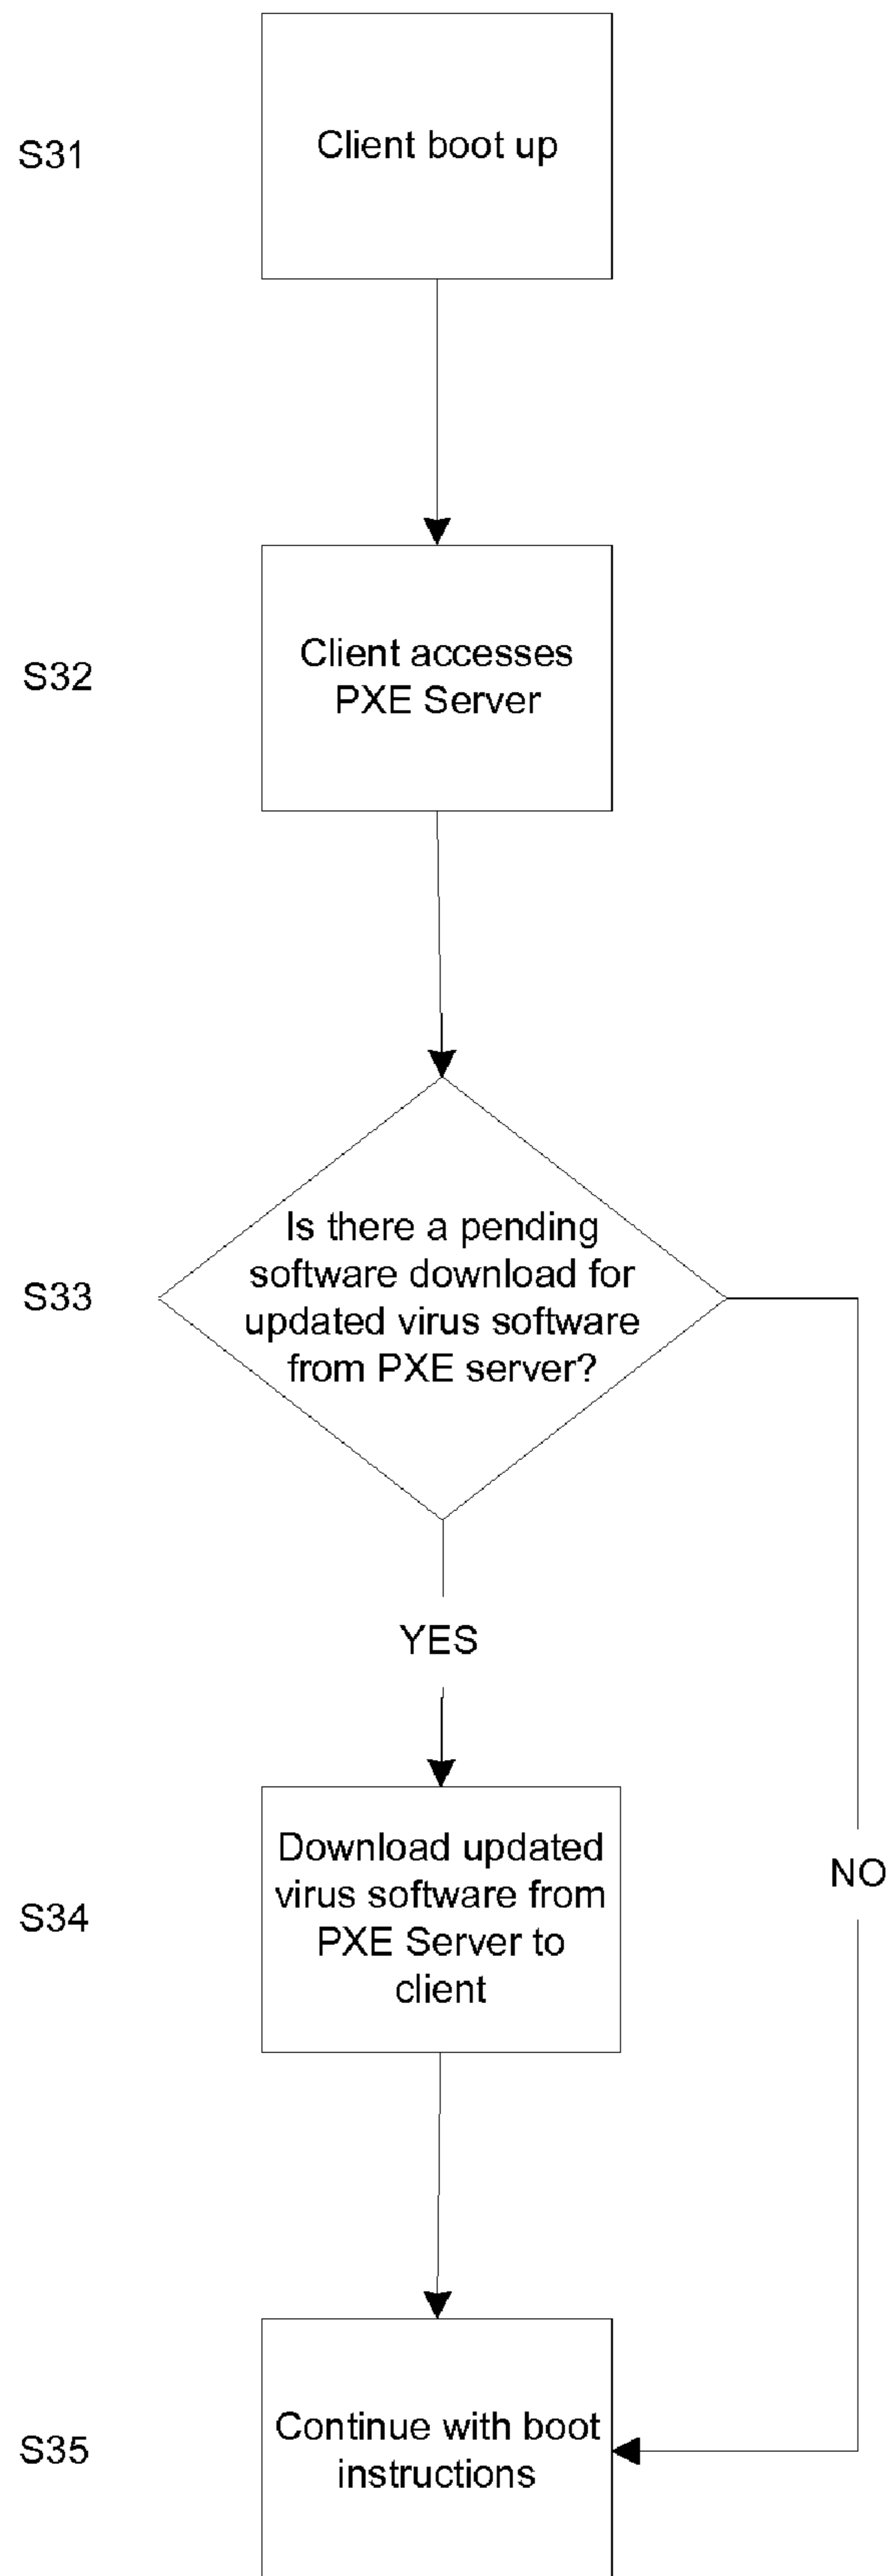 S31
Client boot up
S32
Client accesses
PXE Server
S33
Is there a pending
software download for
updated virus software
from PXE server?
YES
S34
Download updated
virus software from
PXE Server to
client
NO
S35
Continue with boot
instructions